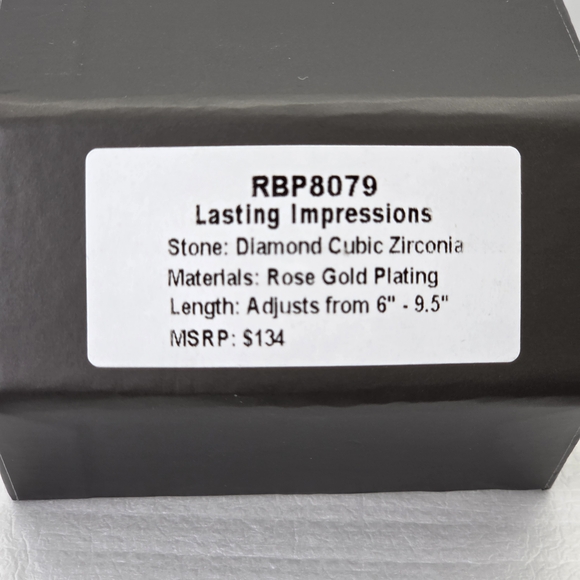 RBP8079
Lasting Impressions
Stone: Diamond Cubic Zirconia
Materials: Rose Gold Plating
Length: Adjusts from 6" - 9.5"
MSRP: $134